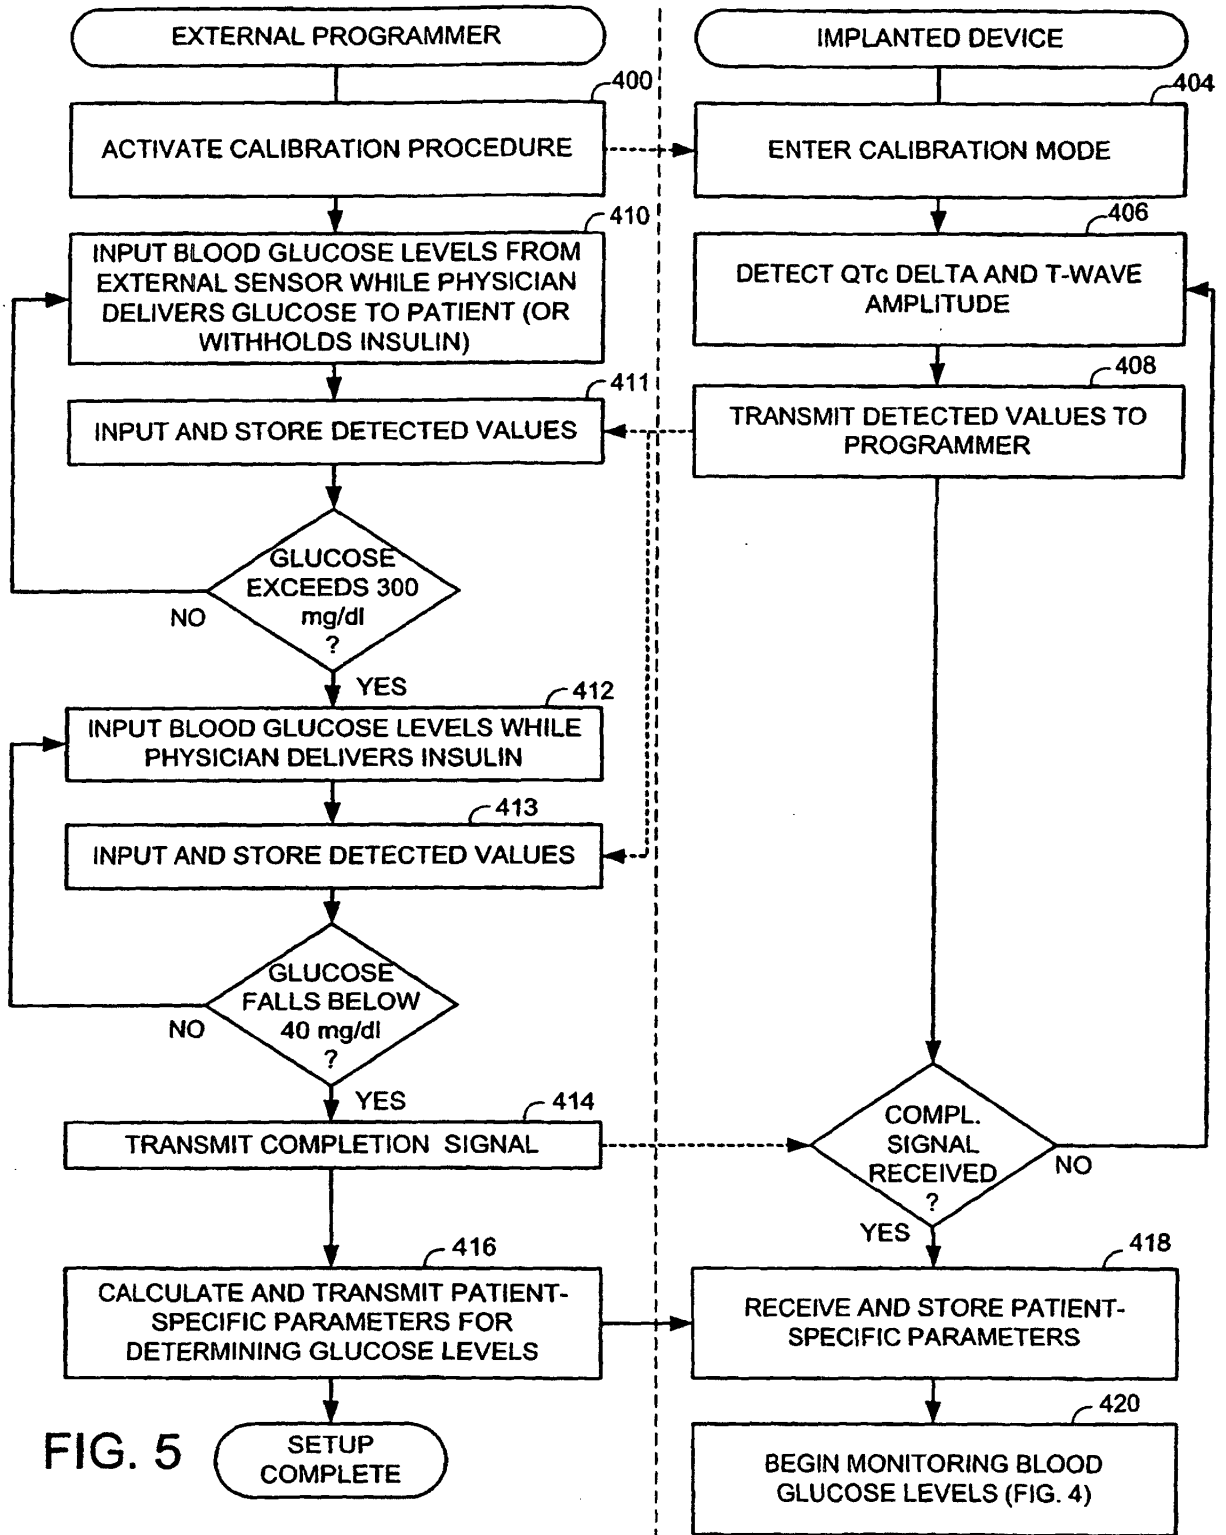 EXTERNAL PROGRAMMER
400
ACTIVATE CALIBRATION PROCEDURE
410
INPUT BLOOD GLUCOSE LEVELS FROM
EXTERNAL SENSOR WHILE PHYSICIAN
DELIVERS GLUCOSE TO PATIENT (OR
WITHHOLDS INSULIN)
411
INPUT AND STORE DETECTED VALUES
GLUCOSE
EXCEEDS 300
mg/dl
?
NO
YES
412
INPUT BLOOD GLUCOSE LEVELS WHILE
PHYSICIAN DELIVERS INSULIN
413
INPUT AND STORE DETECTED VALUES
GLUCOSE
FALLS BELOW
40 mg/dl
?
NO
YES
414
TRANSMIT COMPLETION SIGNAL
416
CALCULATE AND TRANSMIT PATIENT-
SPECIFIC PARAMETERS FOR
DETERMINING GLUCOSE LEVELS
SETUP
COMPLETE
FIG. 5
IMPLANTED DEVICE
404
ENTER CALIBRATION MODE
406
DETECT QTc DELTA AND T-WAVE
AMPLITUDE
408
TRANSMIT DETECTED VALUES TO
PROGRAMMER
COMPL.
SIGNAL
RECEIVED
?
NO
YES
418
RECEIVE AND STORE PATIENT-
SPECIFIC PARAMETERS
420
BEGIN MONITORING BLOOD
GLUCOSE LEVELS (FIG. 4)